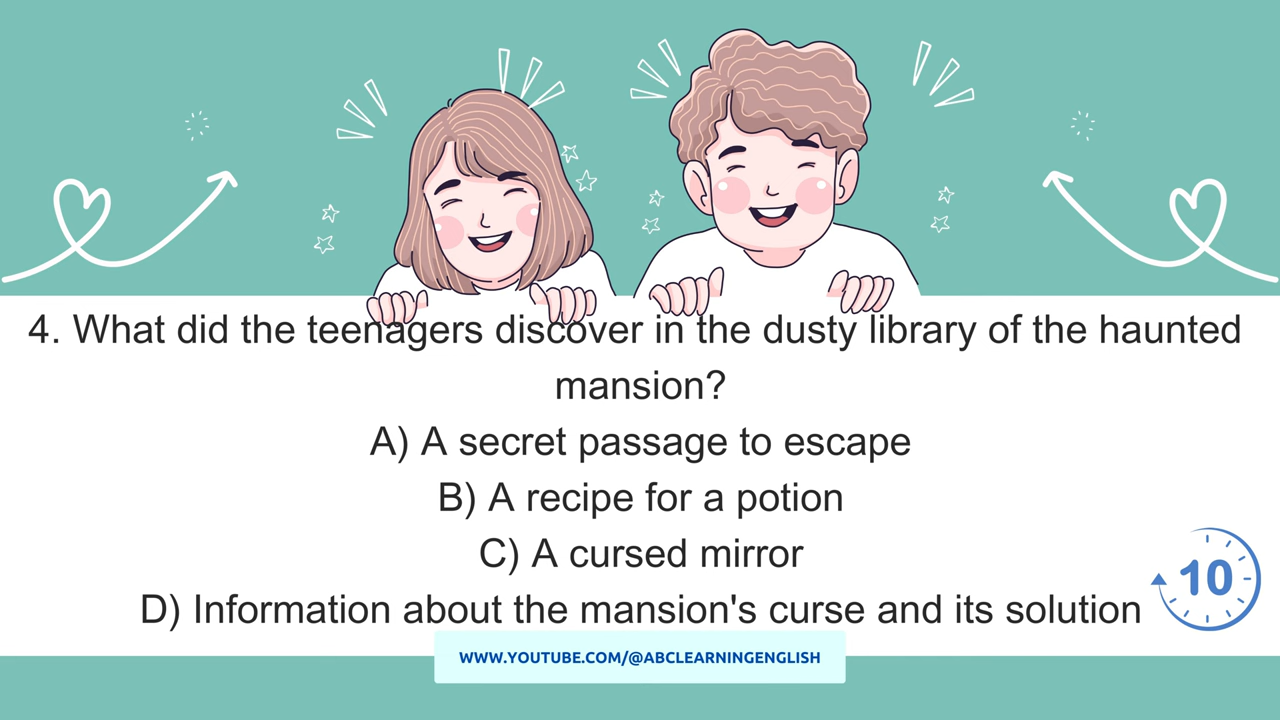 4. What did the teenagers discover in the dusty library of the haunted
mansion?
A) A secret passage to escape
B) A recipe for a potion
C) A cursed mirror
D) Information about the mansion's curse and its solution
10
WWW.YOUTUBE.COM/@ABCLEARNINGENGLISH